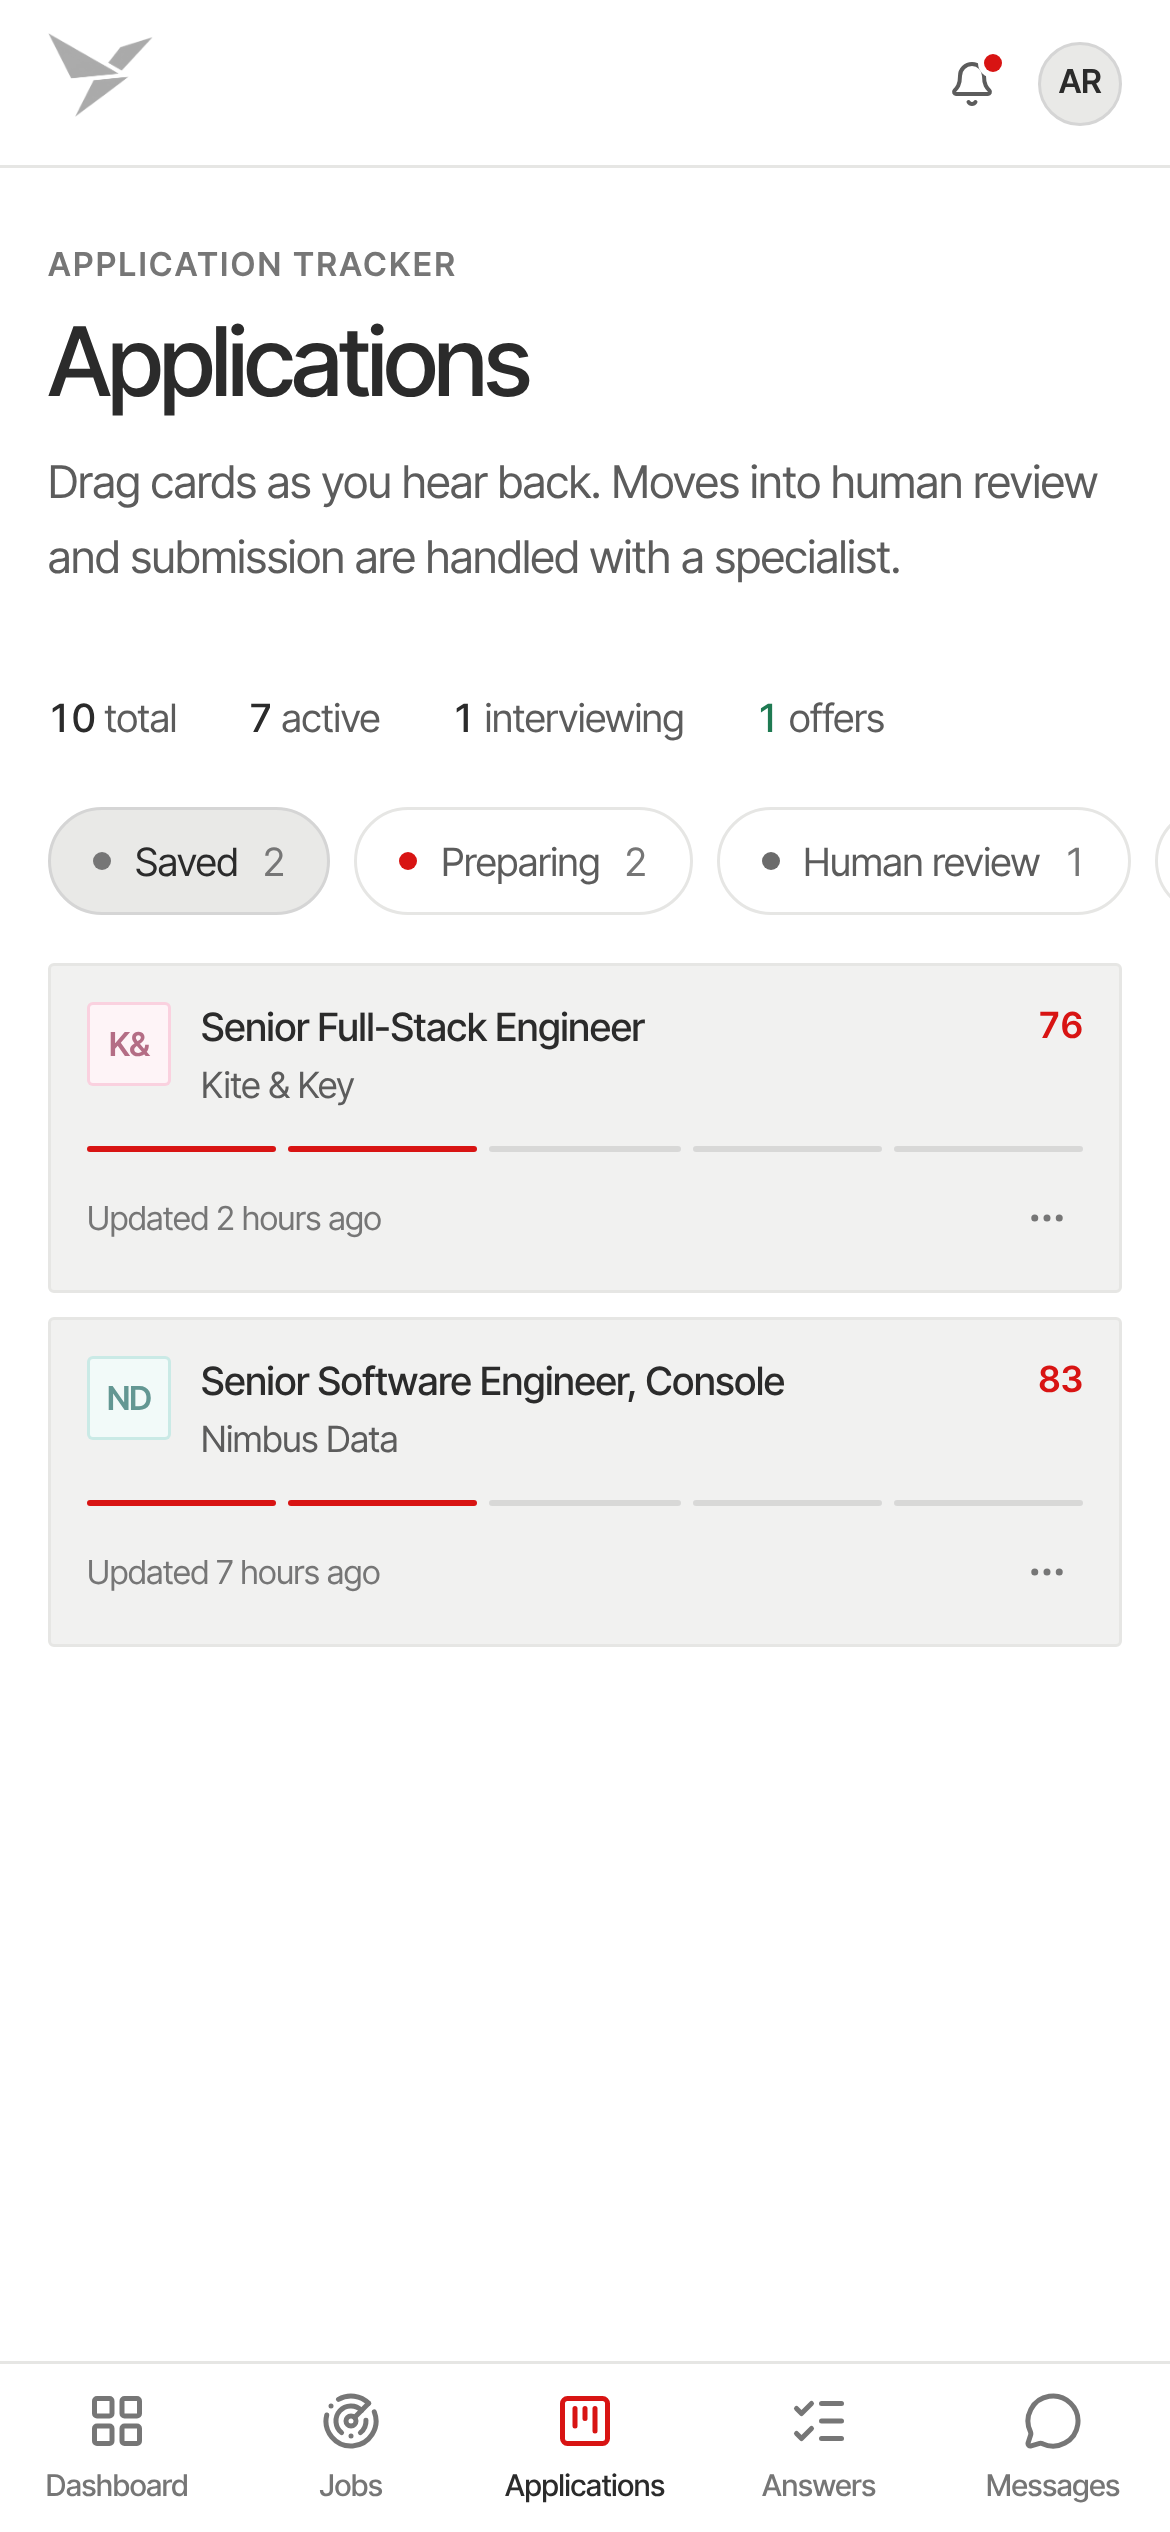 AR
APPLICATION TRACKER
Applications
Drag cards as you hear back. Moves into human review
and submission are handled with a specialist.
10 total 7 active 1 interviewing 1 offers
Saved 2 Preparing 2 Human review 1
K& Senior Full-Stack Engineer 76
Kite & Key
Updated 2 hours ago
ND Senior Software Engineer, Console 83
Nimbus Data
Updated 7 hours ago
Dashboard Jobs Applications Answers Messages